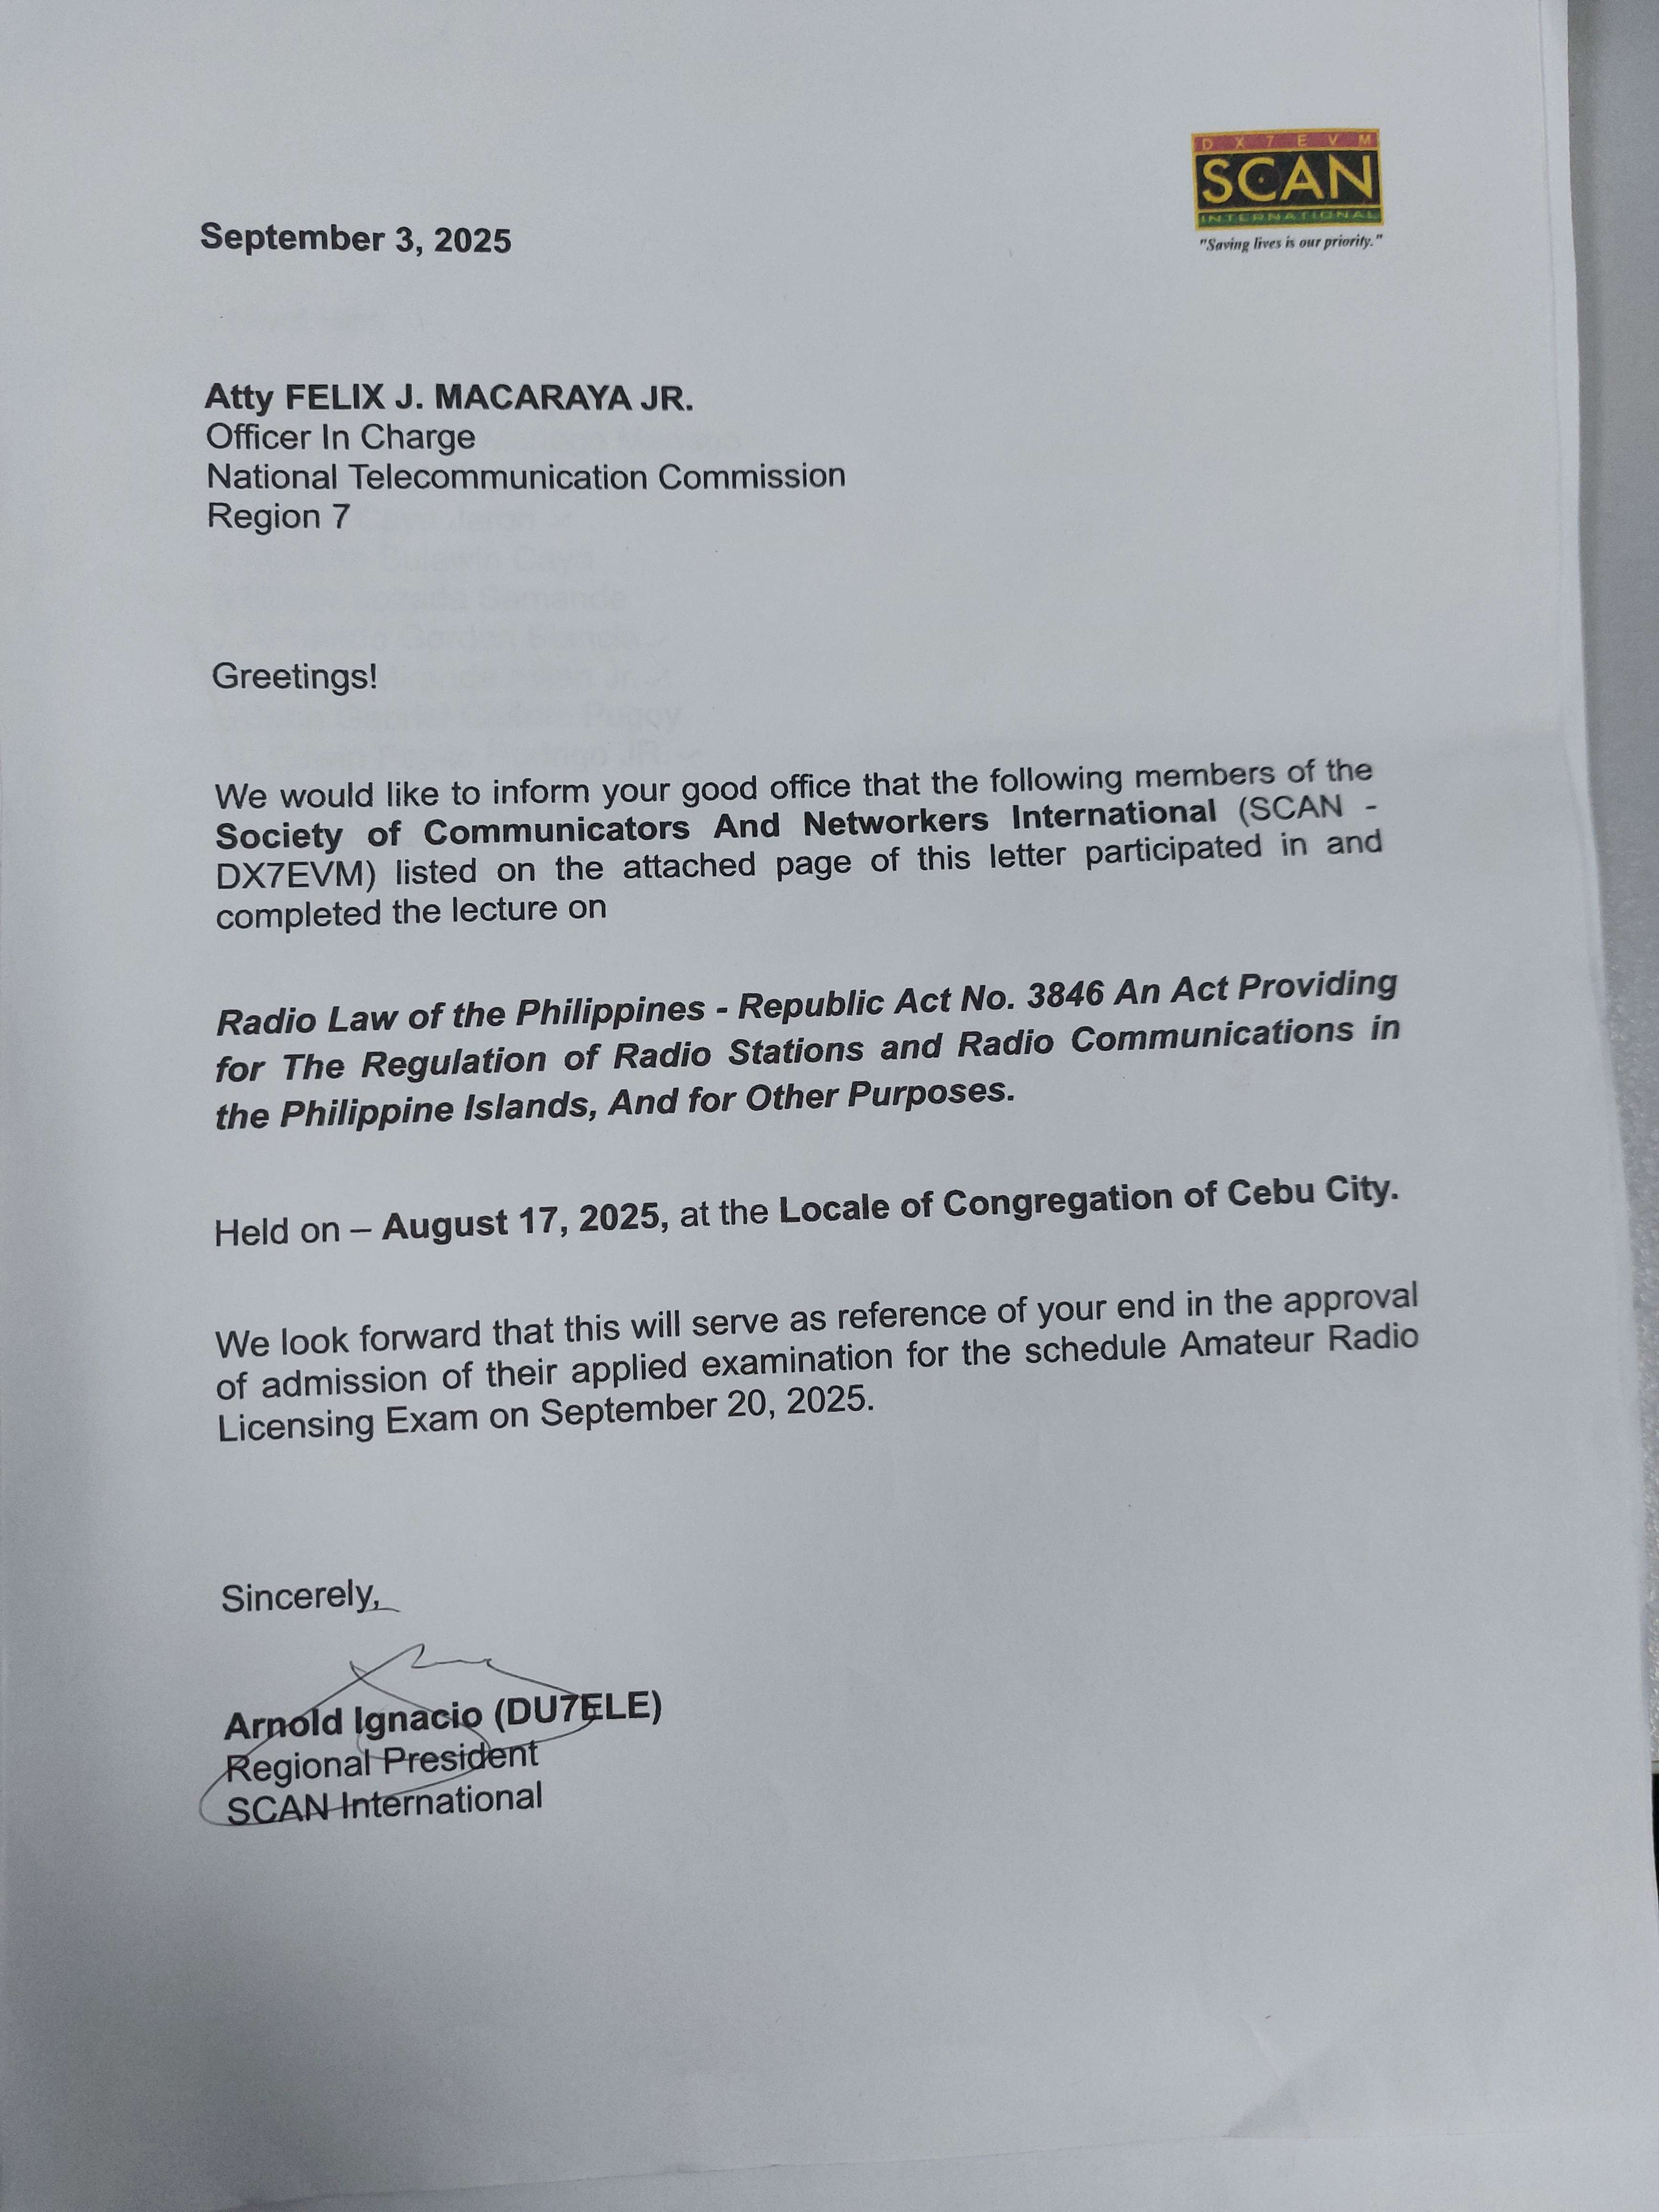 D X 7 E V M
SCAN
INTERNATIONAL
"Saving lives is our priority."
September 3, 2025
Atty FELIX J. MACARAYA JR.
Officer In Charge
National Telecommunication Commission
Region 7
Greetings!
We would like to inform your good office that the following members of the
Society of Communicators And Networkers International (SCAN -
DX7EVM) listed on the attached page of this letter participated in and
completed the lecture on
Radio Law of the Philippines - Republic Act No. 3846 An Act Providing
for The Regulation of Radio Stations and Radio Communications in
the Philippine Islands, And for Other Purposes.
Held on – August 17, 2025, at the Locale of Congregation of Cebu City.
We look forward that this will serve as reference of your end in the approval
of admission of their applied examination for the schedule Amateur Radio
Licensing Exam on September 20, 2025.
Sincerely,
Arnold Ignacio (DU7ELE)
Regional President
SCAN International